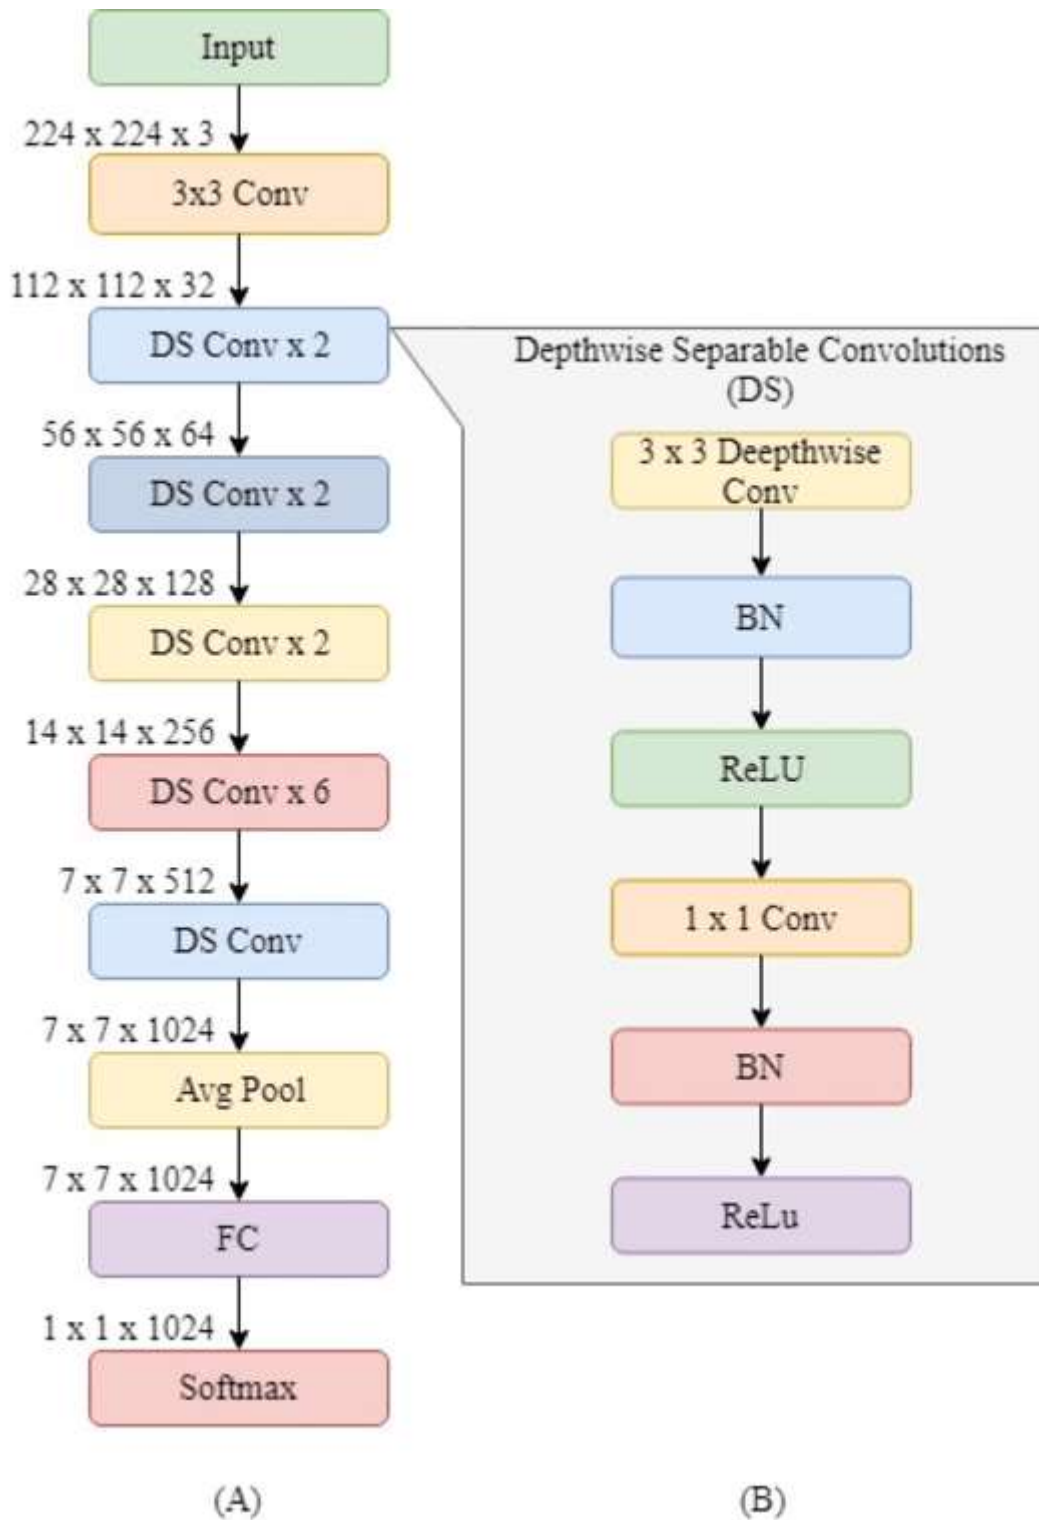 Input
224 x 224 x 3
3x3 Conv
112 x 112 x 32
DS Conv x 2
56 x 56 x 64
DS Conv x 2
28 x 28 x 128
DS Conv x 2
14 x 14 x 256
DS Conv x 6
7 x 7 x 512
DS Conv
7 x 7 x 1024
Avg Pool
7 x 7 x 1024
FC
1 x 1 x 1024
Softmax
(A)
Depthwise Separable Convolutions
(DS)
3 x 3 Deepthwise
Conv
BN
ReLU
1 x 1 Conv
BN
ReLu
(B)